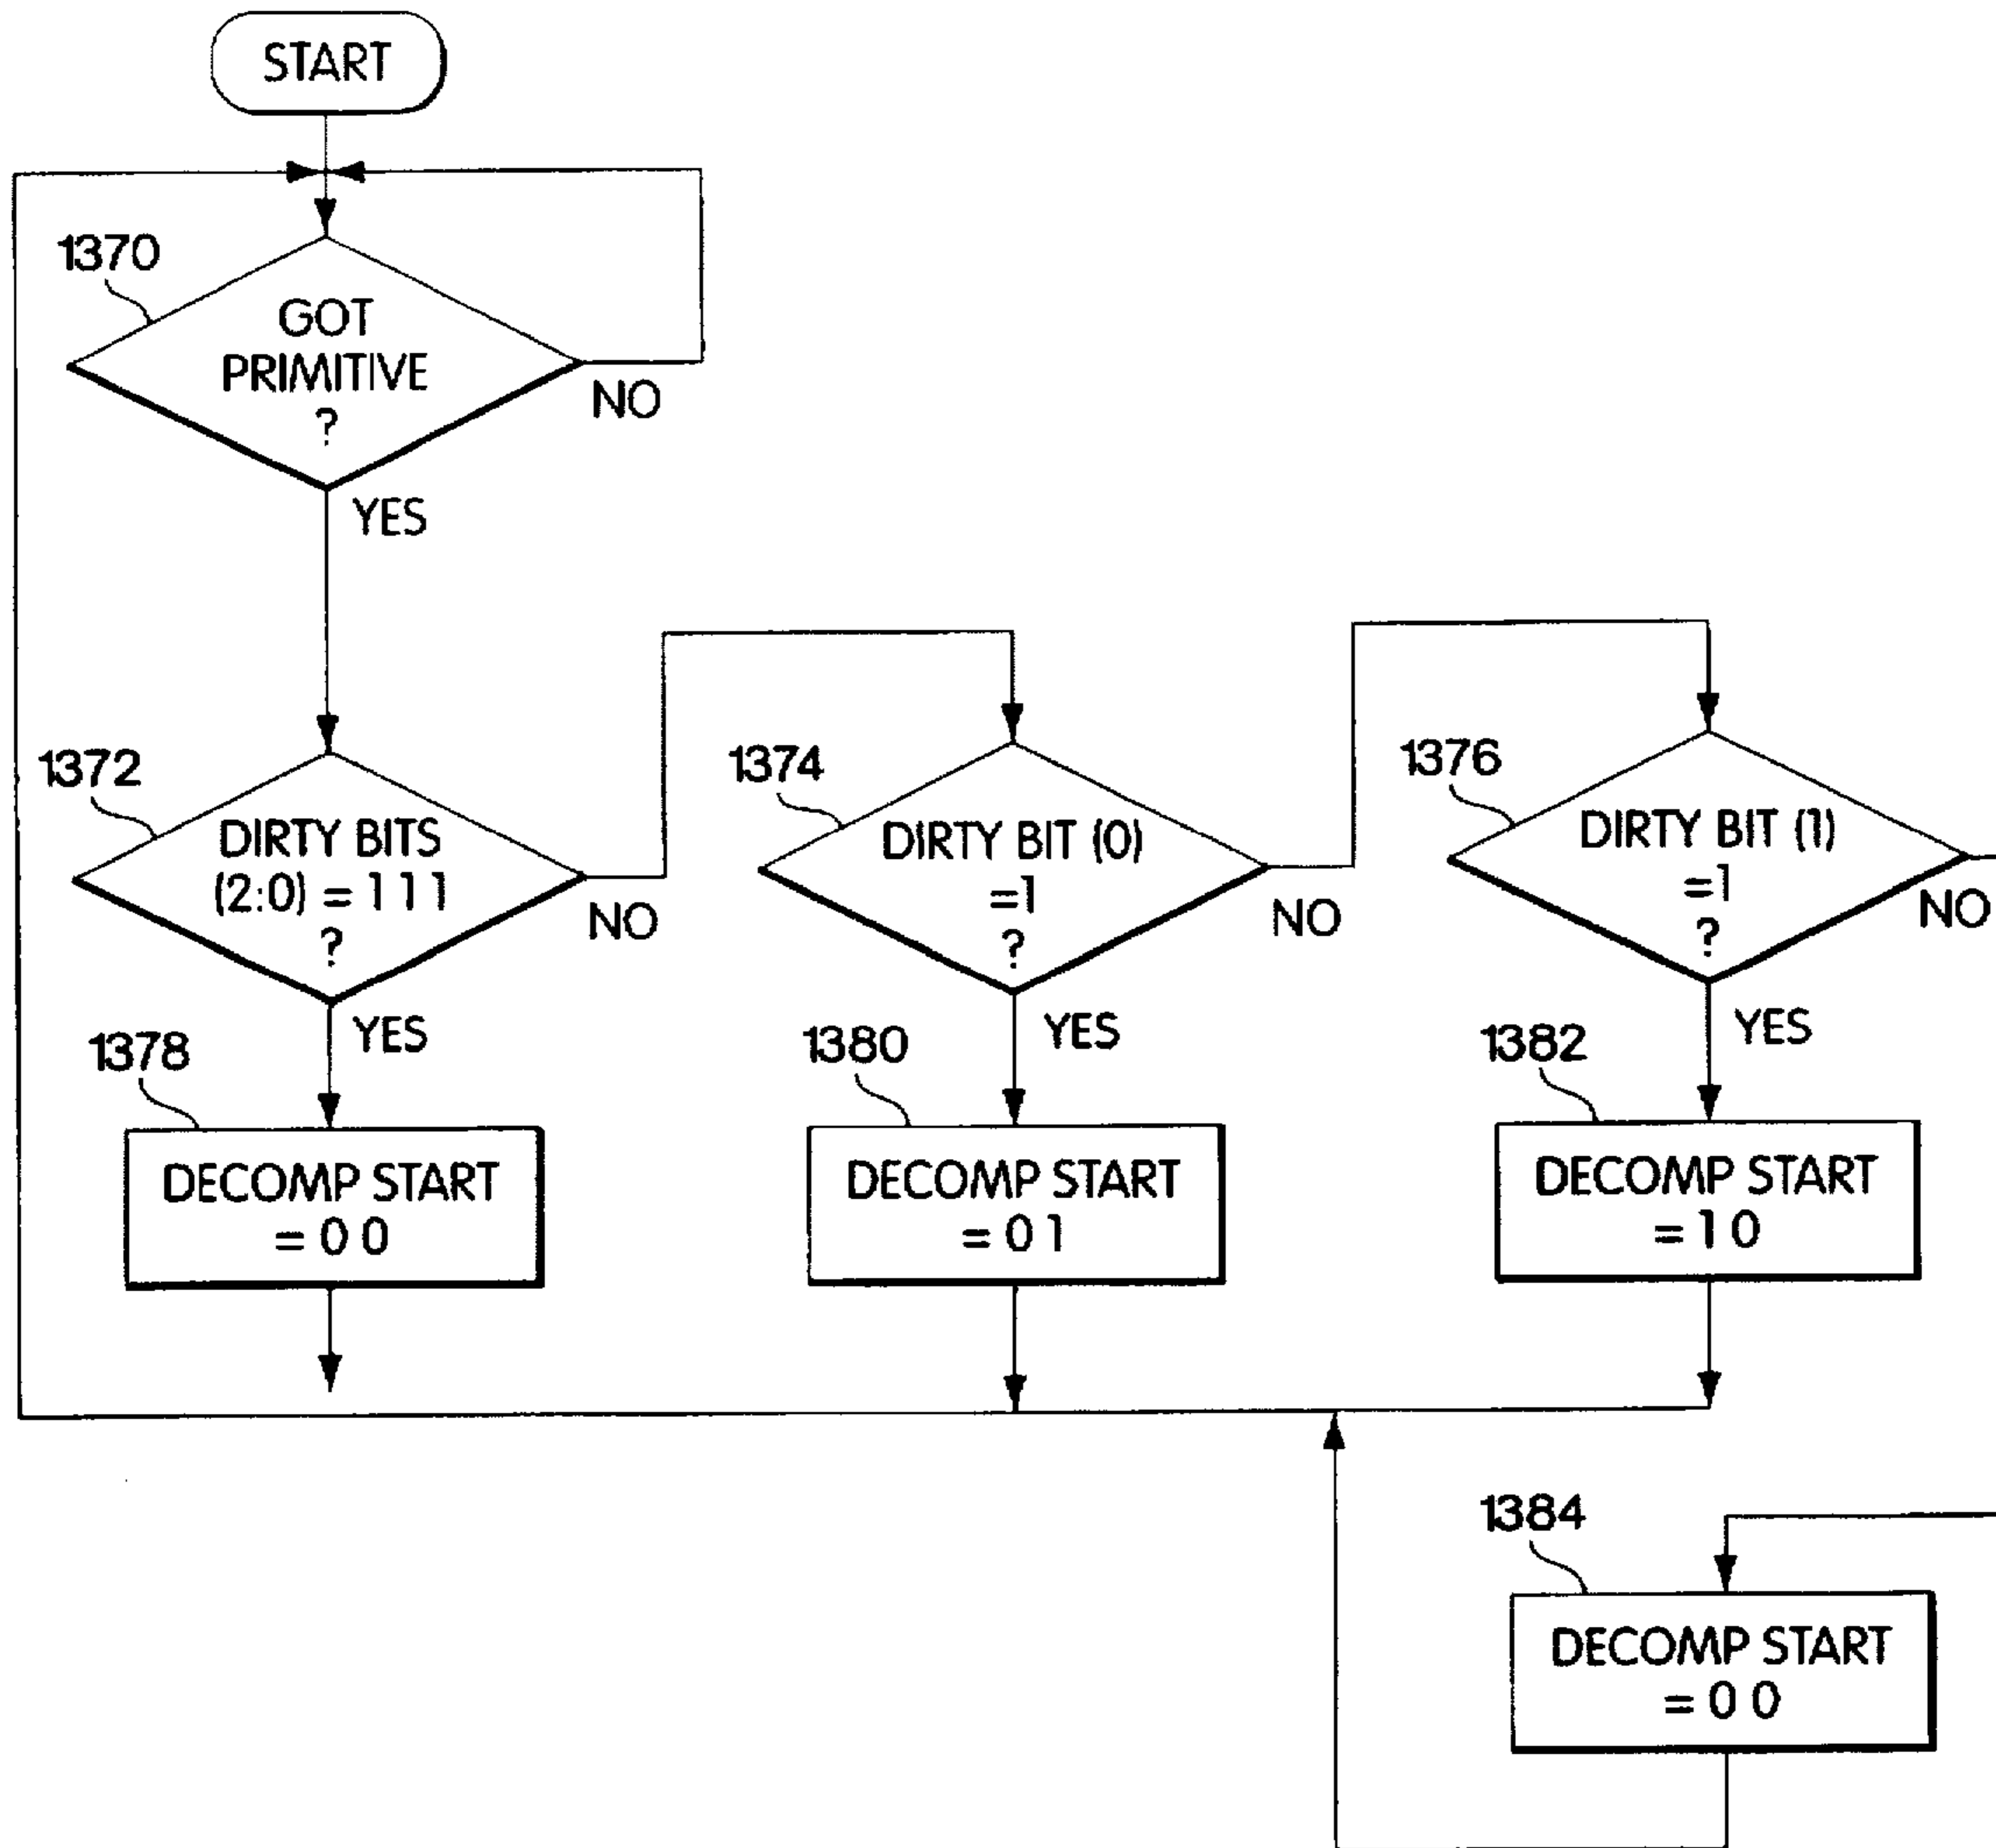 START
1370
GOT
PRIMITIVE
?
NO
YES
1372
DIRTY BITS
(2:0) = 1 1 1
?
NO
YES
1374
DIRTY BIT (0)
=1
?
NO
YES
1376
DIRTY BIT (1)
=1
?
NO
YES
1378
DECOMP START
= 0 0
1380
DECOMP START
= 0 1
1382
DECOMP START
= 1 0
1384
DECOMP START
= 0 0